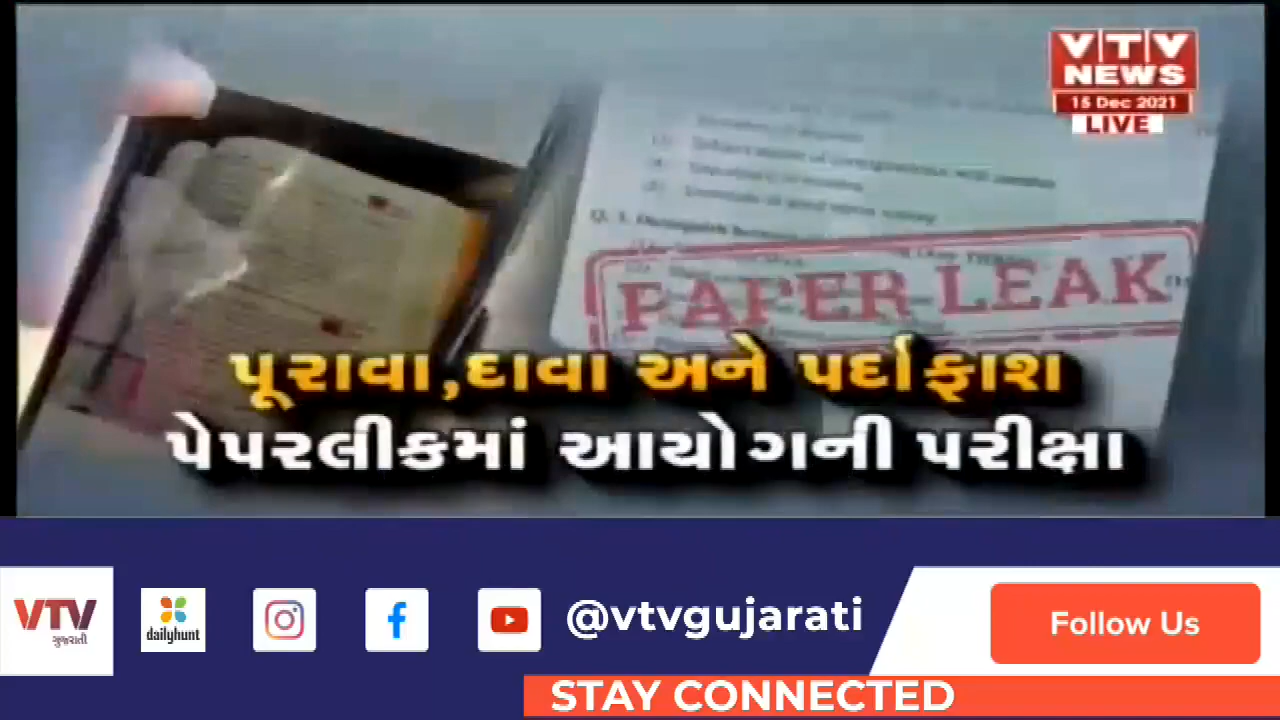 VTV
NEWS
15 Dec 2021
LIVE
PAPER LEAK
પૂરાવા,દાવા અને પર્દાફાશ
પેપરલીકમાં આયોગની પરીક્ષા
VTV
ગુજરાતી
dailyhunt
@vtvgujarati
Follow Us
STAY CONNECTED